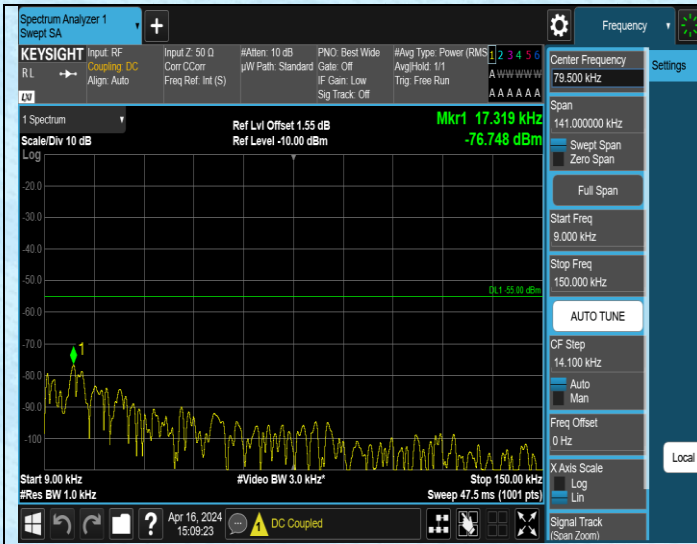 Spectrum Analyzer 1
Swept SA
Frequency
KEYSIGHT
RL
LXI
Input: RF
Coupling: DC
Align: Auto
Input Z: 50 Ω
Corr CCorr
Freq Ref: Int (S)
#Atten: 10 dB
µW Path: Standard
PNO: Best Wide
Gate: Off
IF Gain: Low
Sig Track: Off
#Avg Type: Power (RMS
Avg|Hold: 1/1
Trig: Free Run
1 2 3 4 5 6
A W W W W W
A A A A A A
1 Spectrum
Scale/Div 10 dB
Log
Ref Lvl Offset 1.55 dB
Ref Level -10.00 dBm
Mkr1 17.319 kHz
-76.748 dBm
-20.0
-30.0
-40.0
-50.0
DL1 -55.00 dBm
-60.0
-70.0
1
-80.0
-90.0
-100
Start 9.00 kHz
#Res BW 1.0 kHz
#Video BW 3.0 kHz*
Stop 150.00 kHz
Sweep 47.5 ms (1001 pts)
Center Frequency
79.500 kHz
Settings
Span
141.000000 kHz
Swept Span
Zero Span
Full Span
Start Freq
9.000 kHz
Stop Freq
150.000 kHz
AUTO TUNE
CF Step
14.100 kHz
Auto
Man
Freq Offset
0 Hz
Local
X Axis Scale
Log
Lin
Signal Track
(Span Zoom)
?
Apr 16, 2024
15:09:23
1
DC Coupled